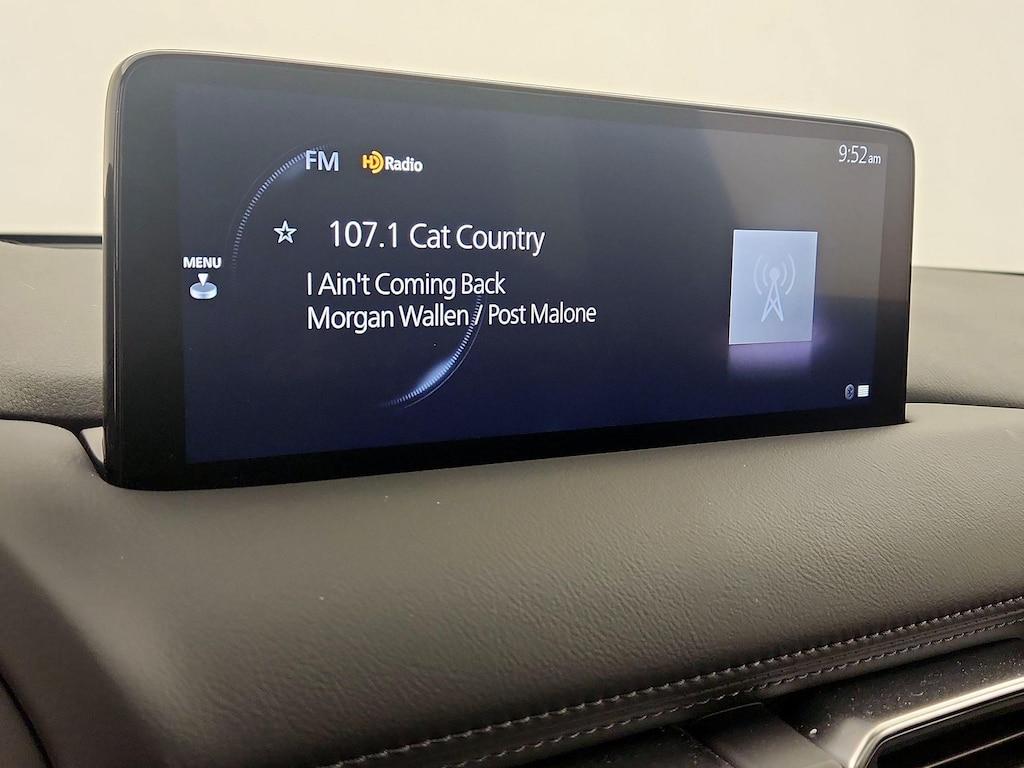 FM HD Radio
9:52am
107.1 Cat Country
MENU
I Ain't Coming Back
Morgan Wallen / Post Malone